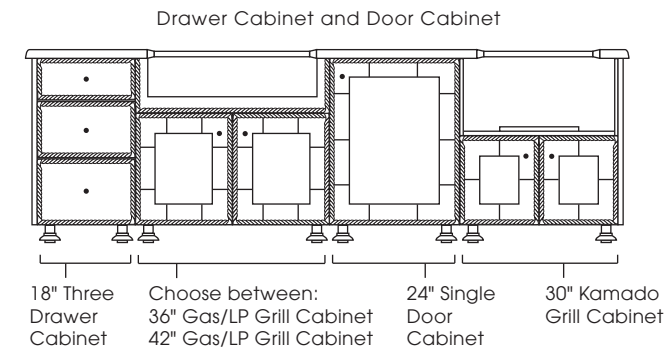 Drawer Cabinet and Door Cabinet
18" Three
Drawer
Cabinet
Choose between:
36" Gas/LP Grill Cabinet
42" Gas/LP Grill Cabinet
24" Single
Door
Cabinet
30" Kamado
Grill Cabinet